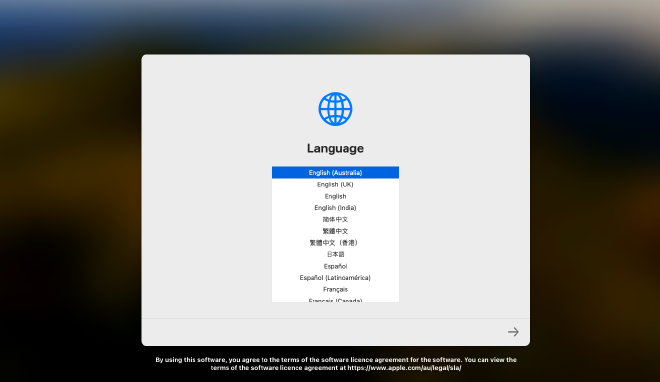 Language
English (Australia)
English (UK)
English
English (India)
简体中文
繁體中文
繁體中文（香港）
日本語
Español
Español (Latinoamérica)
Français
Français (Canada)
By using this software, you agree to the terms of the software licence agreement for the software. You can view the
terms of the software licence agreement at https://www.apple.com/au/legal/sla/